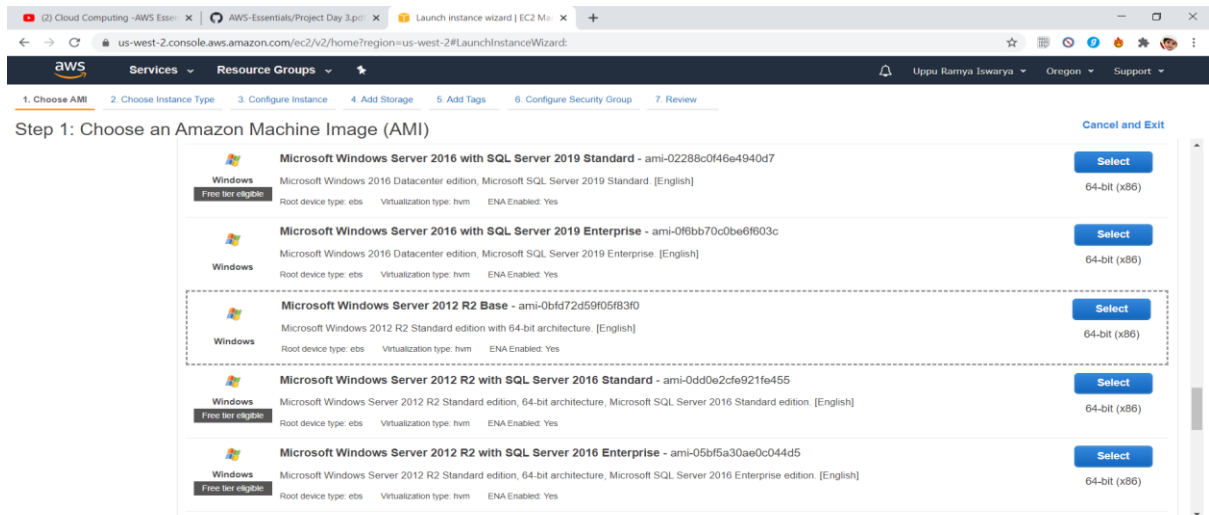 (2) Cloud Computing -AWS Essen
AWS-Essentials/Project Day 3.pdf
Launch instance wizard | EC2 Ma
us-west-2.console.aws.amazon.com/ec2/v2/home?region=us-west-2#LaunchInstanceWizard:
aws Services Resource Groups Uppu Ramya Iswarya Oregon Support
1. Choose AMI 2. Choose Instance Type 3. Configure Instance 4. Add Storage 5. Add Tags 6. Configure Security Group 7. Review
Step 1: Choose an Amazon Machine Image (AMI)
Cancel and Exit
Microsoft Windows Server 2016 with SQL Server 2019 Standard - ami-02288c0f46e4940d7
Select
Windows
Microsoft Windows 2016 Datacenter edition, Microsoft SQL Server 2019 Standard. [English]
64-bit (x86)
Free tier eligible
Root device type: ebs Virtualization type: hvm ENA Enabled: Yes
Microsoft Windows Server 2016 with SQL Server 2019 Enterprise - ami-0f6bb70c0be6f603c
Select
Microsoft Windows 2016 Datacenter edition, Microsoft SQL Server 2019 Enterprise. [English]
64-bit (x86)
Windows
Root device type: ebs Virtualization type: hvm ENA Enabled: Yes
Microsoft Windows Server 2012 R2 Base - ami-0bfd72d59f05f83f0
Select
Microsoft Windows 2012 R2 Standard edition with 64-bit architecture. [English]
64-bit (x86)
Windows
Root device type: ebs Virtualization type: hvm ENA Enabled: Yes
Microsoft Windows Server 2012 R2 with SQL Server 2016 Standard - ami-0dd0e2cfe921fe455
Select
Windows
Microsoft Windows Server 2012 R2 Standard edition, 64-bit architecture, Microsoft SQL Server 2016 Standard edition. [English]
64-bit (x86)
Free tier eligible
Root device type: ebs Virtualization type: hvm ENA Enabled: Yes
Microsoft Windows Server 2012 R2 with SQL Server 2016 Enterprise - ami-05bf5a30ae0c044d5
Select
Windows
Microsoft Windows Server 2012 R2 Standard edition, 64-bit architecture, Microsoft SQL Server 2016 Enterprise edition. [English]
64-bit (x86)
Free tier eligible
Root device type: ebs Virtualization type: hvm ENA Enabled: Yes